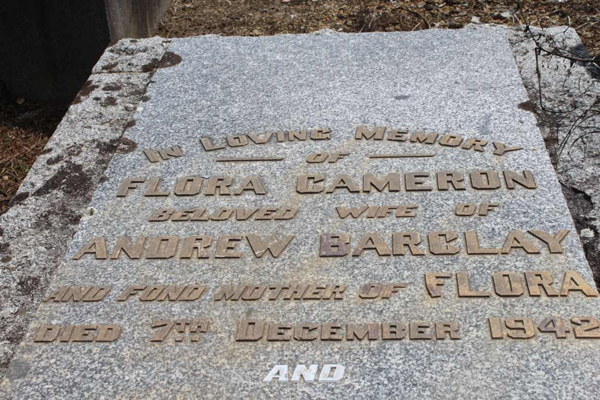 IN LOVING MEMORY
OF
FLORA CAMERON
BELOVED WIFE OF
ANDREW BARCLAY
AND FOND MOTHER OF FLORA
DIED 7TH DECEMBER 1942
AND